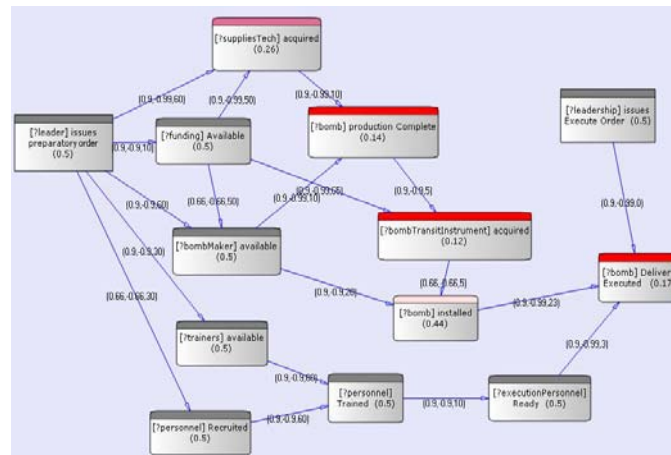 [?suppliesTech] acquired
(0.26)
(0.9,-0.99,60)
(0.9,-0.99,50)
(0.9,-0.99,10)
[?leader] issues
preparatory order
(0.5)
(0.9,-0.9,10)
[?funding] Available
(0.5)
[?bomb] production Complete
(0.14)
[?leadership] issues
Execute Order (0.5)
(0.9,-0.9,60)
(0.66,-0.66,50)
(0.9,-0.99,10)
(0.9,-0.9,5)
(0.9,-0.99,0)
(0.9,-0.9,30)
[?bombMaker] available
(0.5)
[?bombTransitInstrument] acquired
(0.12)
(0.66,-0.66,30)
(0.9,-0.9,20)
(0.66,-0.66,5)
[?bomb] Deliver
Executed (0.17
[?bomb] installed
(0.44)
(0.9,-0.99,23)
[?trainers] available
(0.5)
(0.9,-0.9,60)
(0.9,-0.99,3)
[?personnel]
Trained (0.5)
(0.9,-0.9,10)
[?executionPersonnel]
Ready (0.5)
[?personnel] Recruited
(0.5)
(0.9,-0.9,60)